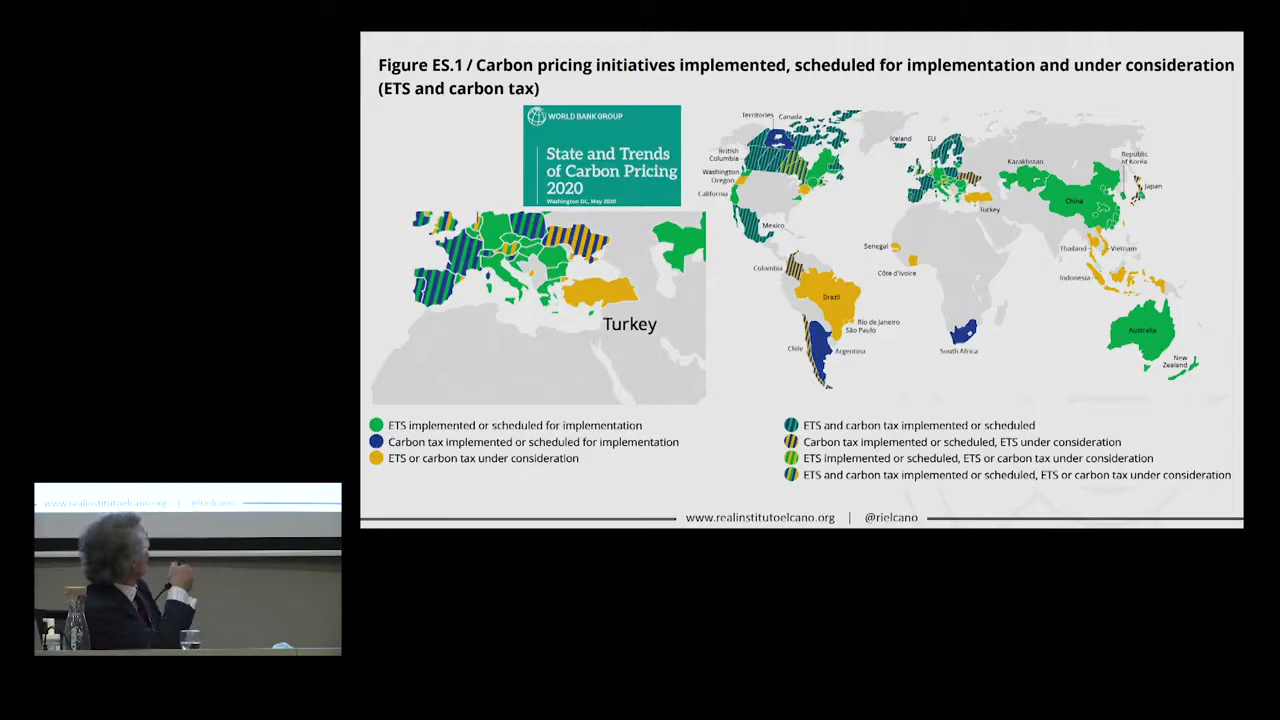 Figure ES.1 / Carbon pricing initiatives implemented, scheduled for implementation and under consideration
(ETS and carbon tax)
WORLD BANK GROUP
State and Trends
of Carbon Pricing
2020
Washington DC, May 2020
Turkey
Territories
Canada
British
Columbia
Washington
Oregon
California
Mexico
Colombia
Brazil
Rio de Janeiro
São Paulo
Chile
Argentina
Iceland
EU
Kazakhstan
Republic
of Korea
Japan
China
Turkey
Senegal
Côte d'Ivoire
Thailand
Vietnam
Indonesia
South Africa
Australia
New
Zealand
ETS implemented or scheduled for implementation
Carbon tax implemented or scheduled for implementation
ETS or carbon tax under consideration
ETS and carbon tax implemented or scheduled
Carbon tax implemented or scheduled, ETS under consideration
ETS implemented or scheduled, ETS or carbon tax under consideration
ETS and carbon tax implemented or scheduled, ETS or carbon tax under consideration
www.realinstitutoelcano.org | @rielcano
www.realinstitutoelcano.org | @rielcano